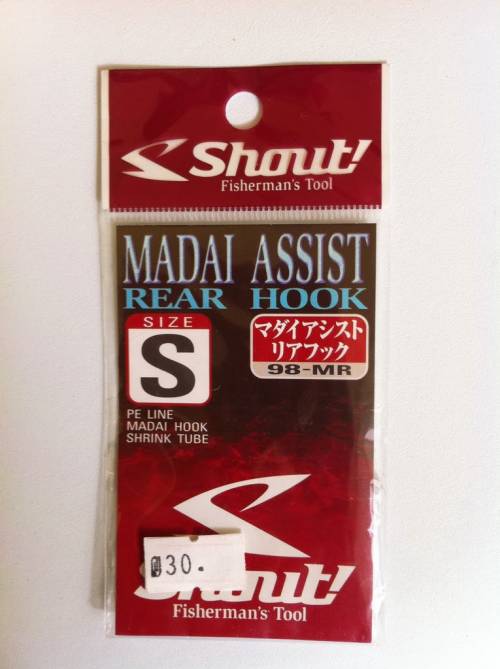 Shout!
Fisherman's Tool
MADAI ASSIST
REAR HOOK
SIZE
S
マダイアシスト
リアフック
98-MR
PE LINE
MADAI HOOK
SHRINK TUBE
30.
Shout!
Fisherman's Tool